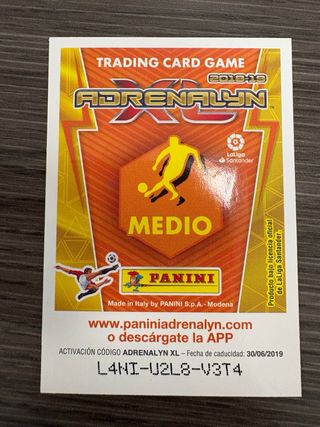 TRADING CARD GAME
2018-19
ADRENALYN
XL™
LaLiga
Santander
MEDIO
PANINI
Producto bajo licencia oficial
de LaLiga Santander
Made in Italy by PANINI S.p.A. - Modena
www.paniniadrenalyn.com
o descárgate la APP
ACTIVACIÓN CÓDIGO ADRENALYN XL – Fecha de caducidad: 30/06/2019
L4NI-U2L8-V3T4